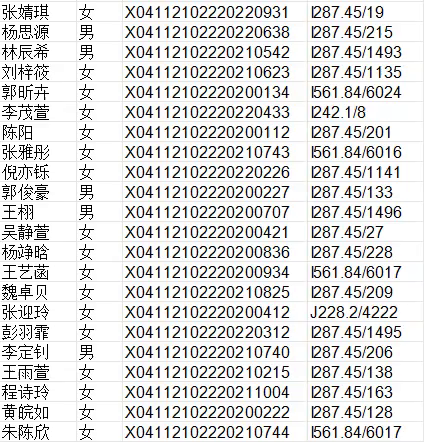 张婧琪 女 X04112102220220931 I287.45/19
杨思源 男 X04112102220220638 I287.45/215
林辰希 男 X04112102220210542 I287.45/1493
刘梓筱 女 X04112102220210623 I287.45/1135
郭昕卉 女 X04112102220200134 I561.84/6024
李茂萱 女 X04112102220220433 I242.1/8
陈阳 女 X04112102220200112 I287.45/201
张雅彤 女 X04112102220210743 I561.84/6016
倪亦铄 女 X04112102220220226 I287.45/1141
郭俊豪 男 X04112102220200227 I287.45/133
王栩 男 X04112102220200707 I287.45/1496
吴静萱 女 X04112102220200421 I287.45/27
杨竫晗 女 X04112102220200836 I287.45/228
王艺菡 女 X04112102220200934 I561.84/6017
魏卓贝 女 X04112102220210825 I287.45/209
张迎玲 女 X04112102220200412 J228.2/4222
彭羽霏 女 X04112102220220312 I287.45/1495
李定钊 男 X04112102220210740 I287.45/206
王雨萱 女 X04112102220210215 I287.45/138
程诗玲 女 X04112102220211004 I287.45/163
黄皖如 女 X04112102220200222 I287.45/128
朱陈欣 女 X04112102220210744 I561.84/6017